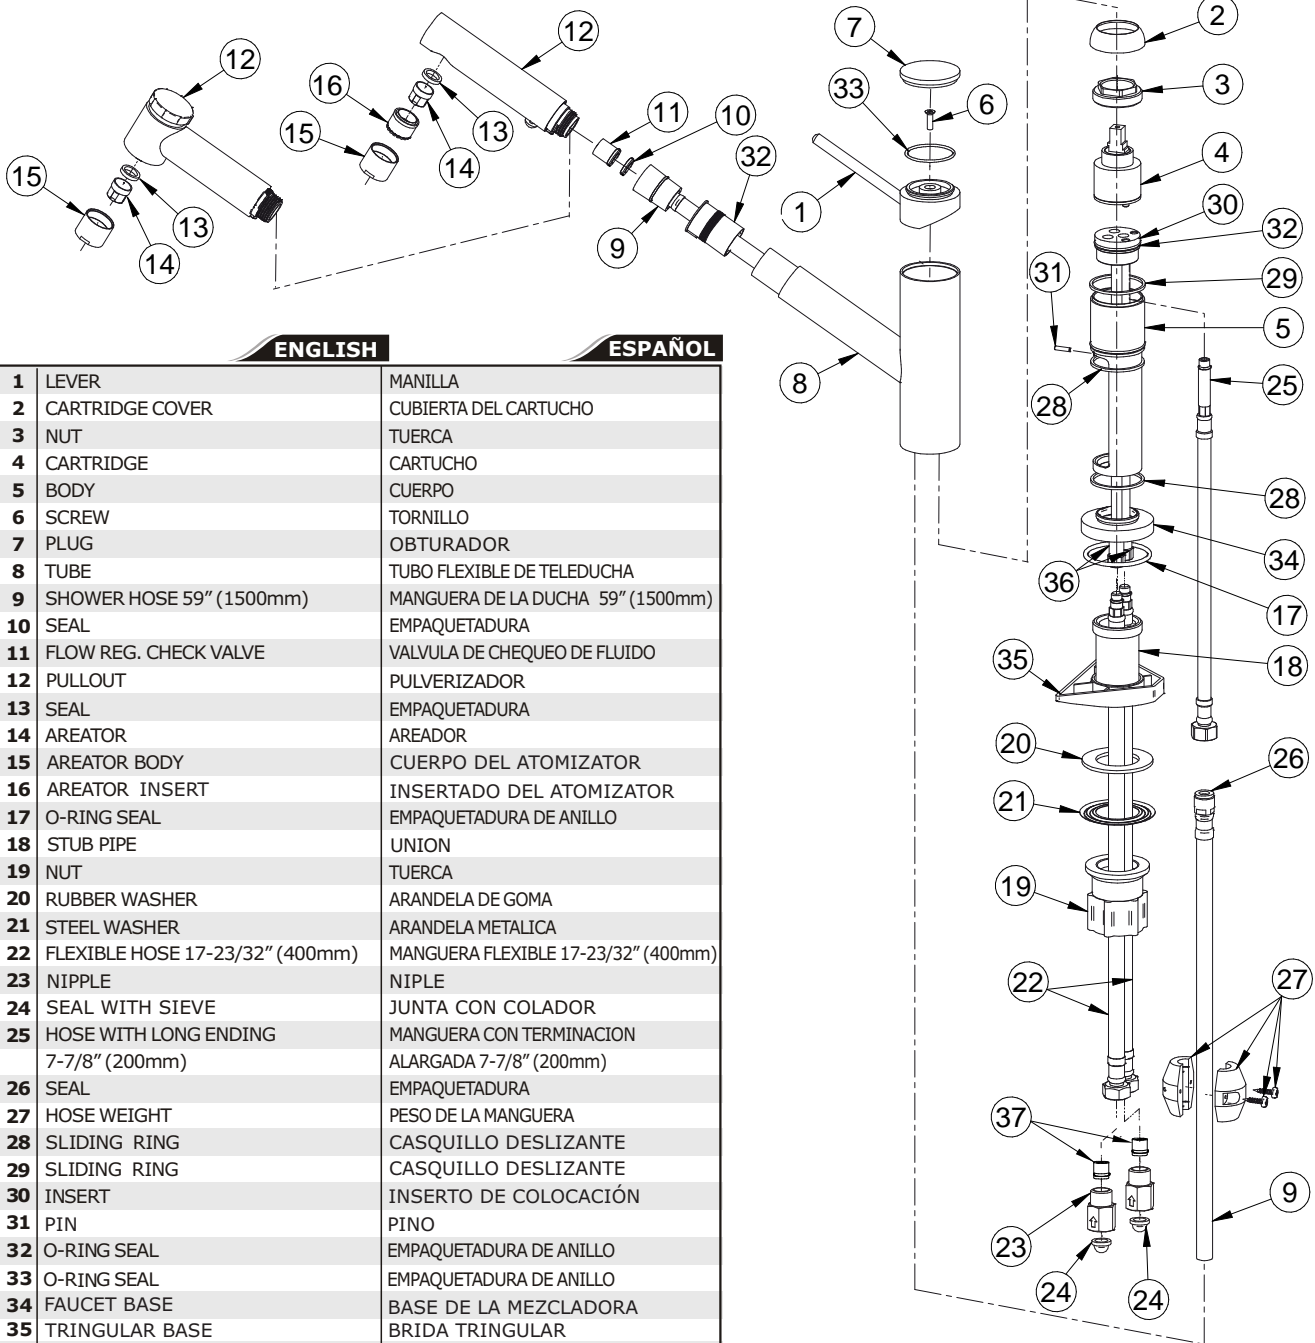 2
12
12
7
3
33
6
16
11
10
13
15
32
4
14
1
30
15
13
9
32
14
29
31
5
8
25
28
28
34
36
17
35
18
20
26
21
19
22
27
37
9
23
24
24
ENGLISH ESPAÑOL
1 LEVER MANILLA
2 CARTRIDGE COVER CUBIERTA DEL CARTUCHO
3 NUT TUERCA
4 CARTRIDGE CARTUCHO
5 BODY CUERPO
6 SCREW TORNILLO
7 PLUG OBTURADOR
8 TUBE TUBO FLEXIBLE DE TELEDUCHA
9 SHOWER HOSE 59″ (1500mm) MANGUERA DE LA DUCHA 59″ (1500mm)
10 SEAL EMPAQUETADURA
11 FLOW REG. CHECK VALVE VALVULA DE CHEQUEO DE FLUIDO
12 PULLOUT PULVERIZADOR
13 SEAL EMPAQUETADURA
14 AREATOR AREADOR
15 AREATOR BODY CUERPO DEL ATOMIZATOR
16 AREATOR INSERT INSERTADO DEL ATOMIZATOR
17 O-RING SEAL EMPAQUETADURA DE ANILLO
18 STUB PIPE UNION
19 NUT TUERCA
20 RUBBER WASHER ARANDELA DE GOMA
21 STEEL WASHER ARANDELA METALICA
22 FLEXIBLE HOSE 17-23/32″ (400mm) MANGUERA FLEXIBLE 17-23/32″ (400mm)
23 NIPPLE NIPLE
24 SEAL WITH SIEVE JUNTA CON COLADOR
25 HOSE WITH LONG ENDING MANGUERA CON TERMINACION
7-7/8″ (200mm) ALARGADA 7-7/8″ (200mm)
26 SEAL EMPAQUETADURA
27 HOSE WEIGHT PESO DE LA MANGUERA
28 SLIDING RING CASQUILLO DESLIZANTE
29 SLIDING RING CASQUILLO DESLIZANTE
30 INSERT INSERTO DE COLOCACIÓN
31 PIN PINO
32 O-RING SEAL EMPAQUETADURA DE ANILLO
33 O-RING SEAL EMPAQUETADURA DE ANILLO
34 FAUCET BASE BASE DE LA MEZCLADORA
35 TRINGULAR BASE BRIDA TRINGULAR